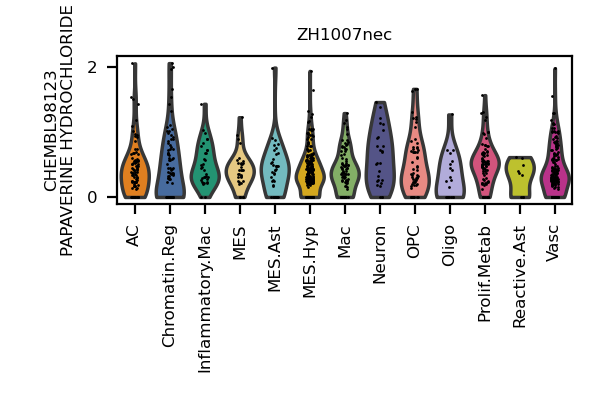 ZH1007nec
CHEMBL98123
PAPAVERINE HYDROCHLORIDE
2
0
AC
Chromatin.Reg
Inflammatory.Mac
MES
MES.Ast
MES.Hyp
Mac
Neuron
OPC
Oligo
Prolif.Metab
Reactive.Ast
Vasc